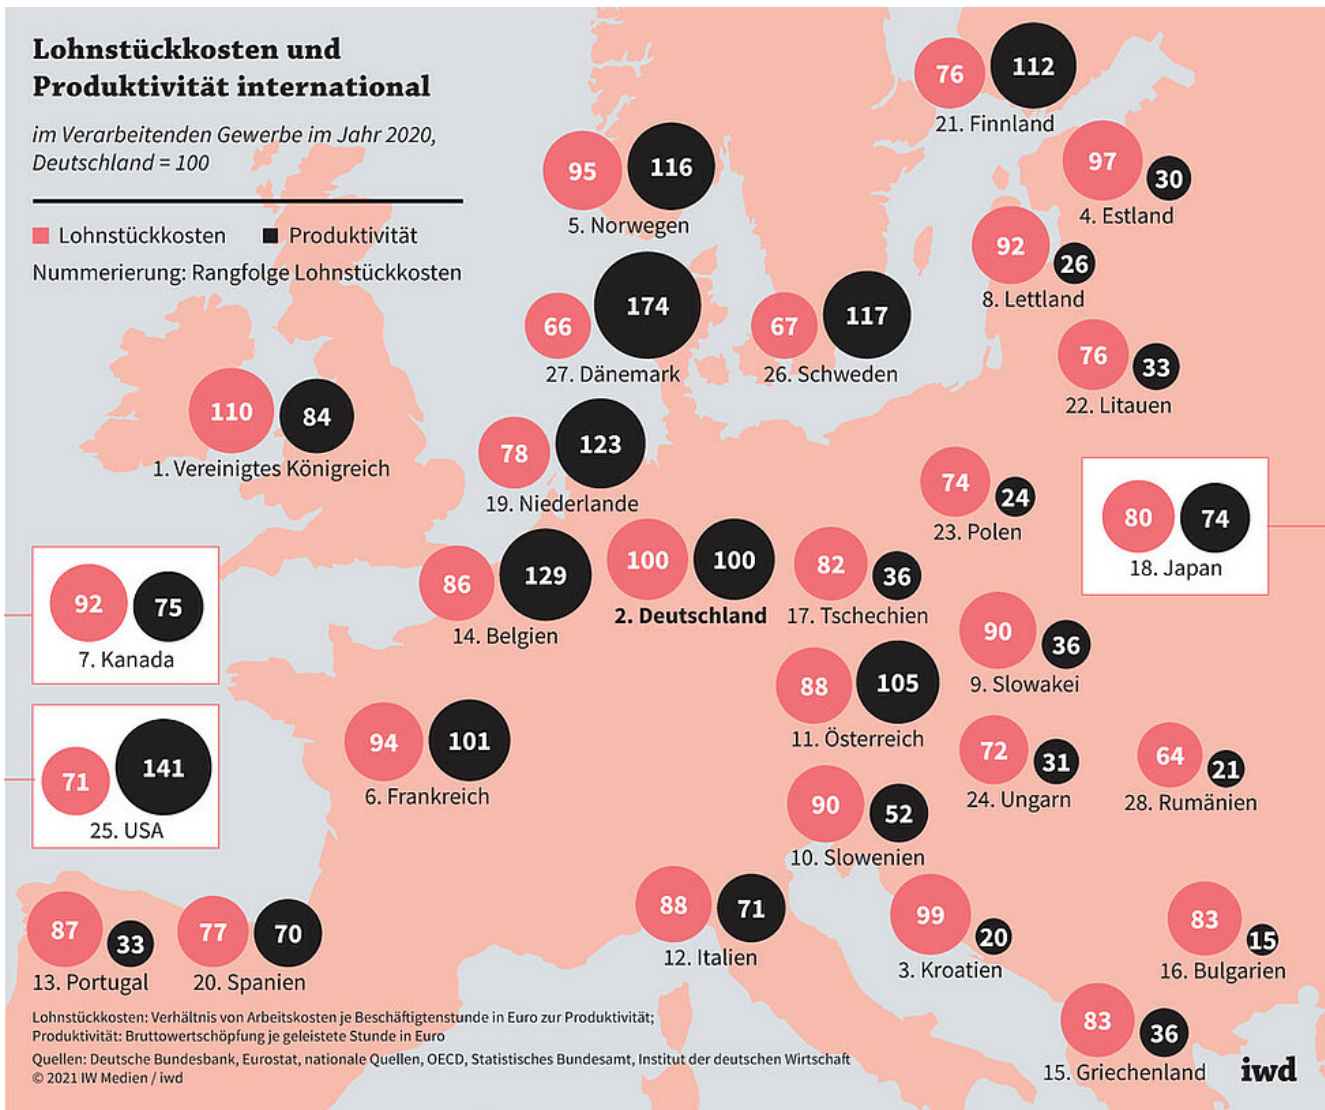 Lohnstückkosten und
Produktivität international
im Verarbeitenden Gewerbe im Jahr 2020,
Deutschland = 100
Lohnstückkosten Produktivität
Nummerierung: Rangfolge Lohnstückkosten
76 112
21. Finnland
95 116
5. Norwegen
97 30
4. Estland
92 26
8. Lettland
66 174
27. Dänemark
67 117
26. Schweden
76 33
22. Litauen
110 84
1. Vereinigtes Königreich
78 123
19. Niederlande
74 24
23. Polen
80 74
18. Japan
92 75
7. Kanada
86 129
14. Belgien
100 100
2. Deutschland
82 36
17. Tschechien
90 36
9. Slowakei
88 105
11. Österreich
71 141
25. USA
94 101
6. Frankreich
72 31
24. Ungarn
64 21
28. Rumänien
90 52
10. Slowenien
87 33
13. Portugal
77 70
20. Spanien
88 71
12. Italien
99 20
3. Kroatien
83 15
16. Bulgarien
83 36
15. Griechenland
Lohnstückkosten: Verhältnis von Arbeitskosten je Beschäftigtenstunde in Euro zur Produktivität;
Produktivität: Bruttowertschöpfung je geleistete Stunde in Euro
Quellen: Deutsche Bundesbank, Eurostat, nationale Quellen, OECD, Statistisches Bundesamt, Institut der deutschen Wirtschaft
© 2021 IW Medien / iwd
iwd